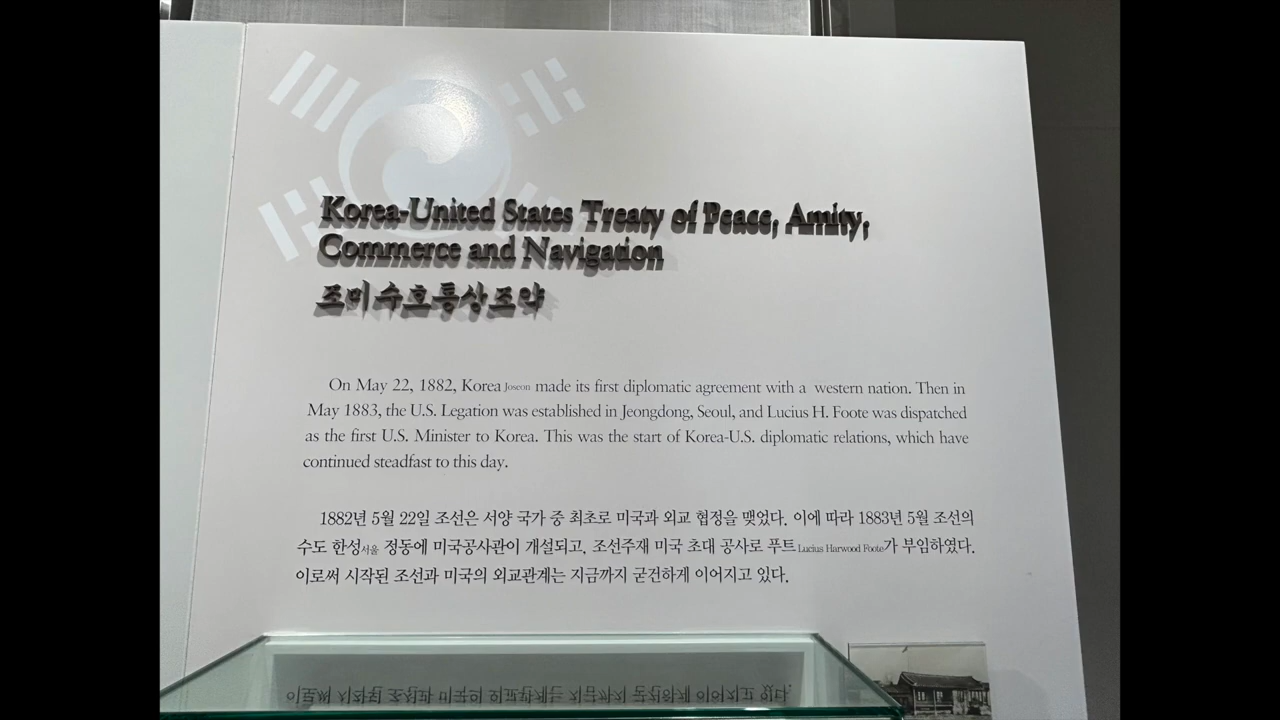 Korea-United States Treaty of Peace, Amity,
Commerce and Navigation
조미수호통상조약
On May 22, 1882, Korea Joseon made its first diplomatic agreement with a western nation. Then in
May 1883, the U.S. Legation was established in Jeongdong, Seoul, and Lucius H. Foote was dispatched
as the first U.S. Minister to Korea. This was the start of Korea-U.S. diplomatic relations, which have
continued steadfast to this day.
1882년 5월 22일 조선은 서양 국가 중 최초로 미국과 외교 협정을 맺었다. 이에 따라 1883년 5월 조선의
수도 한성서울 정동에 미국공사관이 개설되고, 조선주재 미국 초대 공사로 푸트Lucius Harwood Foote가 부임하였다.
이로써 시작된 조선과 미국의 외교관계는 지금까지 굳건하게 이어지고 있다.